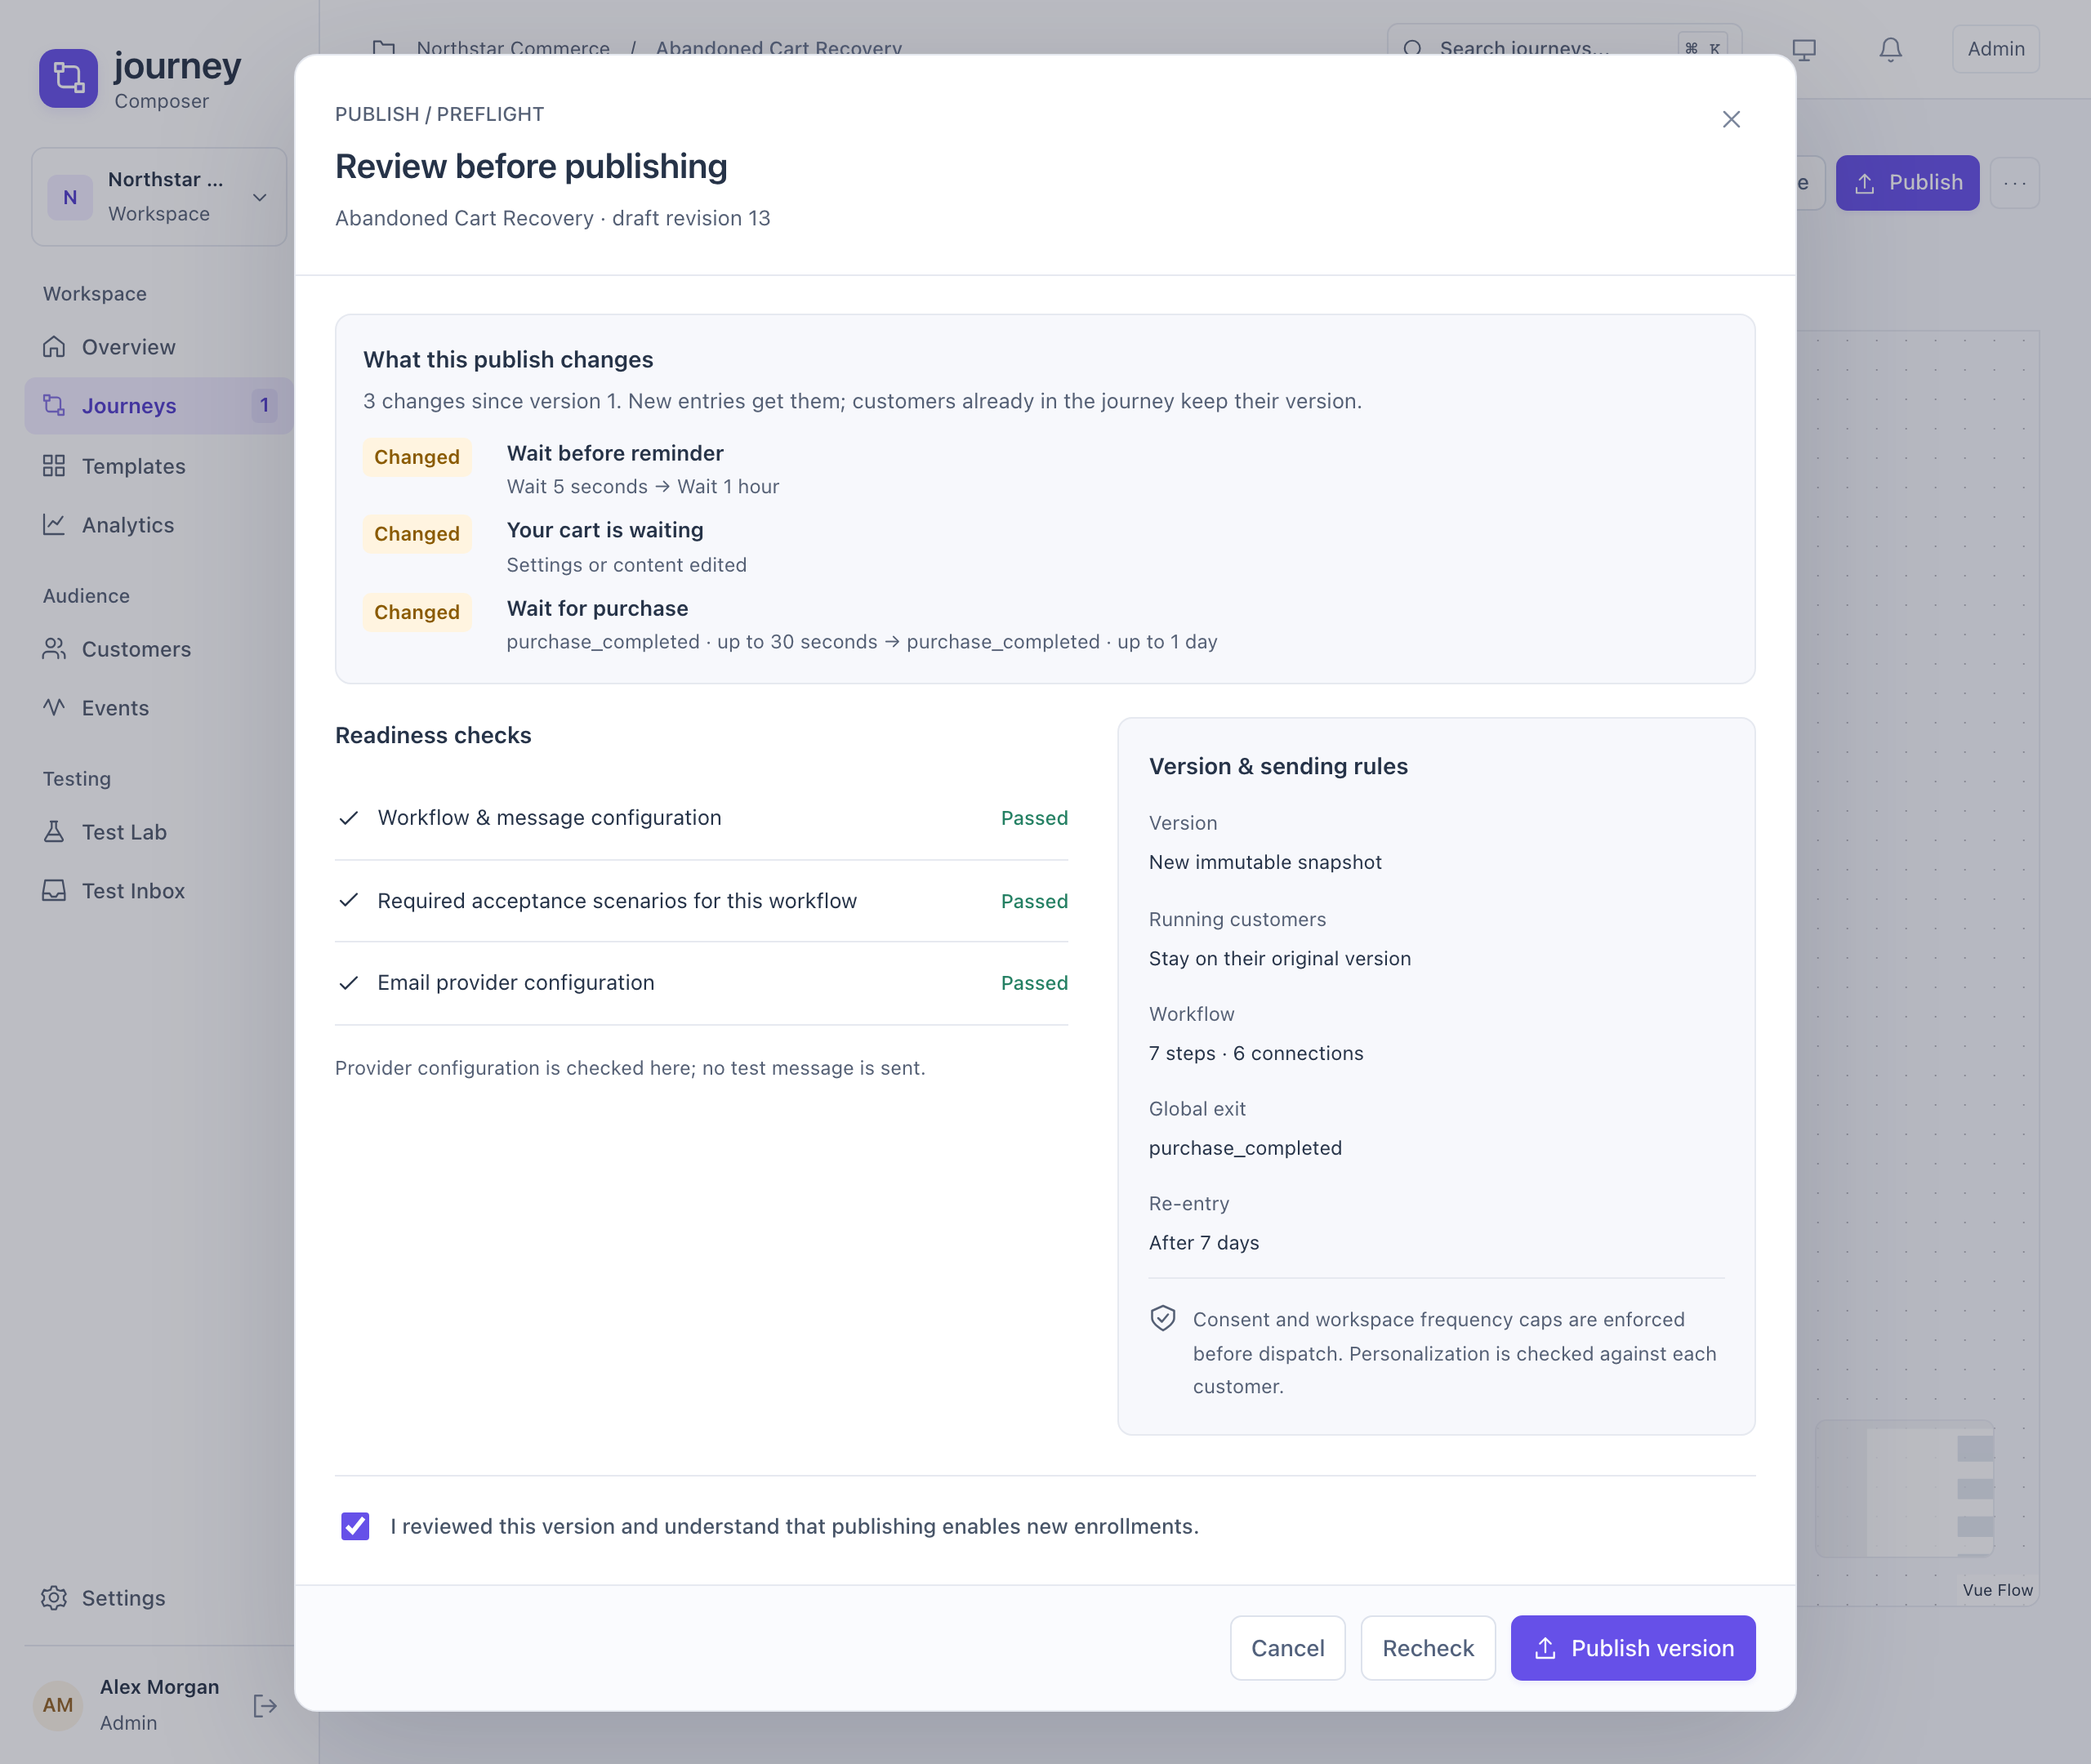 journey
Composer
Northstar Commerce / Abandoned Cart Recovery
Search journeys...
⌘ K
Admin
N
Northstar ...
Workspace
Workspace
Overview
Journeys
1
Templates
Analytics
Audience
Customers
Events
Testing
Test Lab
Test Inbox
Settings
AM
Alex Morgan
Admin
e
Publish
...
PUBLISH / PREFLIGHT
Review before publishing
Abandoned Cart Recovery · draft revision 13
What this publish changes
3 changes since version 1. New entries get them; customers already in the journey keep their version.
Changed
Wait before reminder
Wait 5 seconds → Wait 1 hour
Changed
Your cart is waiting
Settings or content edited
Changed
Wait for purchase
purchase_completed · up to 30 seconds → purchase_completed · up to 1 day
Readiness checks
Workflow & message configuration Passed
Required acceptance scenarios for this workflow Passed
Email provider configuration Passed
Provider configuration is checked here; no test message is sent.
Version & sending rules
Version
New immutable snapshot
Running customers
Stay on their original version
Workflow
7 steps · 6 connections
Global exit
purchase_completed
Re-entry
After 7 days
Consent and workspace frequency caps are enforced
before dispatch. Personalization is checked against each
customer.
I reviewed this version and understand that publishing enables new enrollments.
Vue Flow
Cancel
Recheck
Publish version